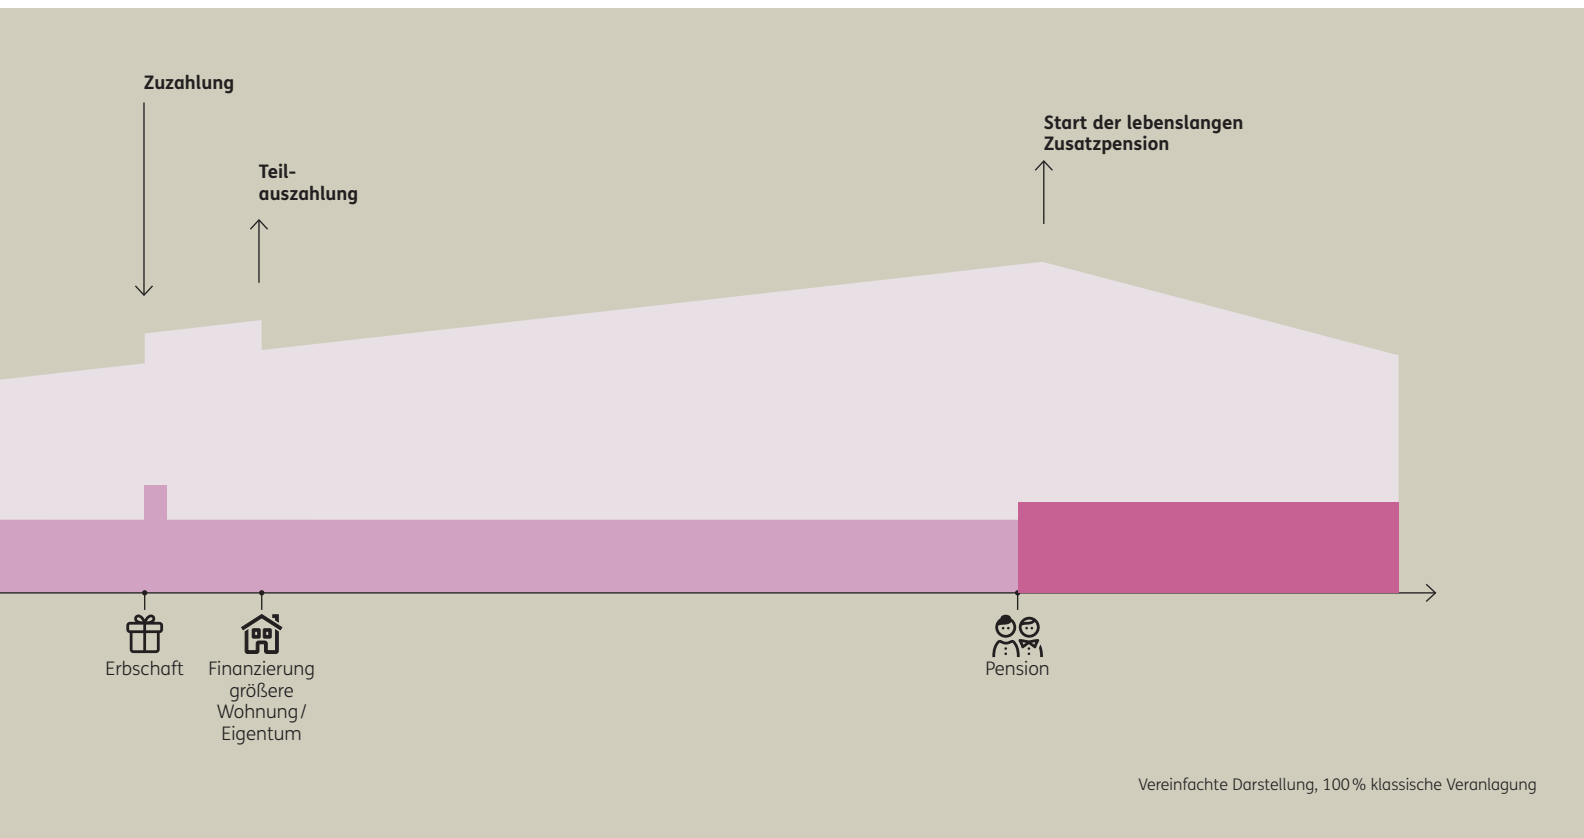 Zuzahlung
Teil-
auszahlung
Start der lebenslangen
Zusatzpension
Erbschaft
Finanzierung
größere
Wohnung/
Eigentum
Pension
Vereinfachte Darstellung, 100 % klassische Veranlagung